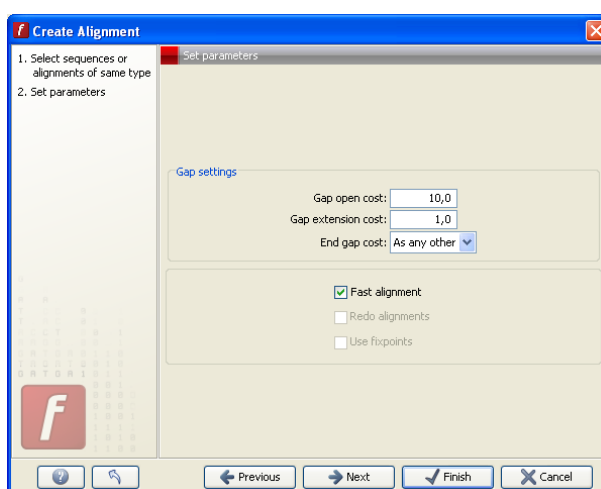 Create Alignment
1. Select sequences or
alignments of same type
2. Set parameters
Set parameters
Gap settings
Gap open cost: 10,0
Gap extension cost: 1,0
End gap cost: As any other
Fast alignment
Redo alignments
Use fixpoints
Previous
Next
Finish
Cancel